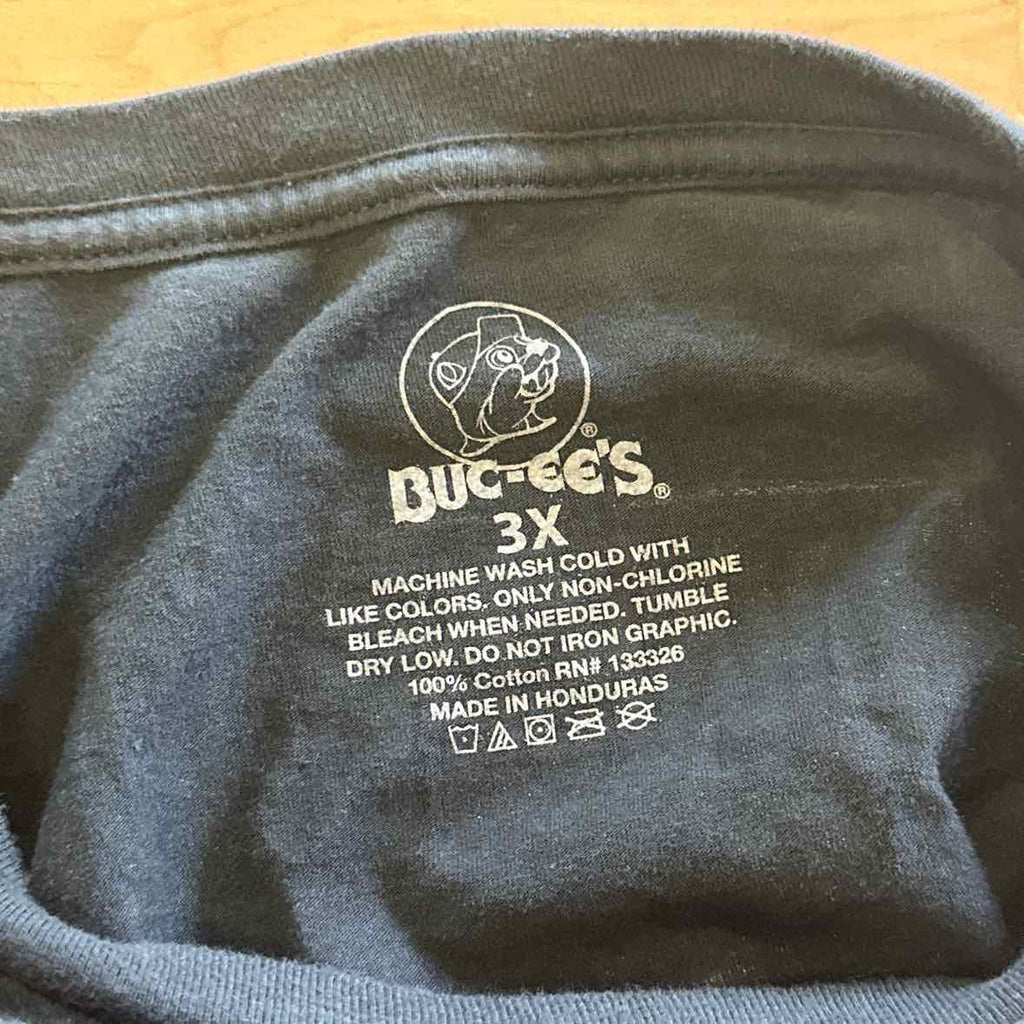 BUC-EE'S®
3X
MACHINE WASH COLD WITH
LIKE COLORS. ONLY NON-CHLORINE
BLEACH WHEN NEEDED. TUMBLE
DRY LOW. DO NOT IRON GRAPHIC.
100% Cotton RN# 133326
MADE IN HONDURAS